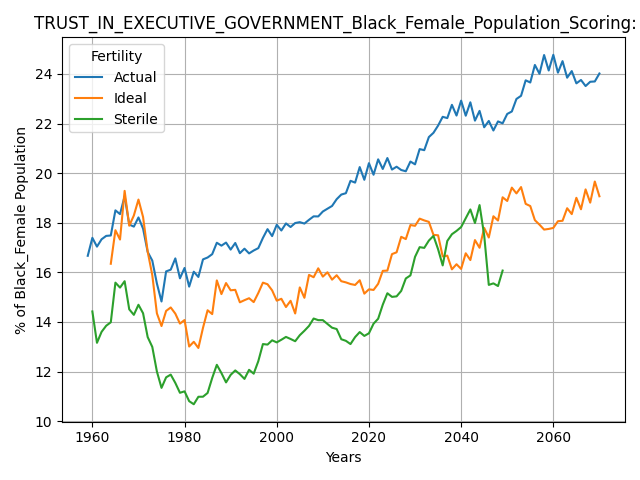 TRUST_IN_EXECUTIVE_GOVERNMENT_Black_Female_Population_Scoring:
Fertility
Actual
Ideal
Sterile
% of Black_Female Population
24
22
20
18
16
14
12
10
1960
1980
2000
2020
2040
2060
Years